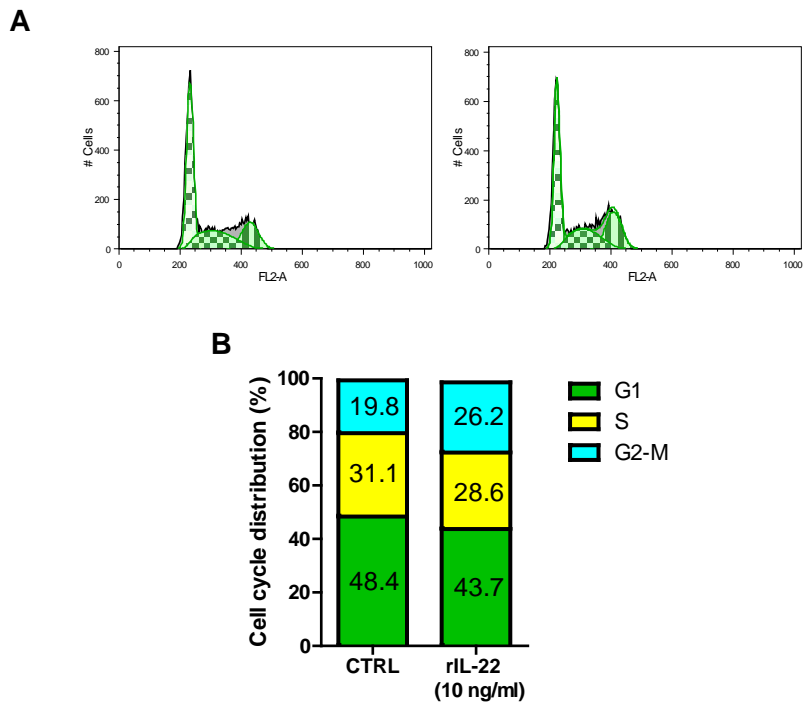 A
800
600
400
200
0
# Cells
0 200 400 600 800 1000
FL2-A
800
600
400
200
0
# Cells
0 200 400 600 800 1000
FL2-A
B
Cell cycle distribution (%)
100
80
60
40
20
0
19.8
31.1
48.4
26.2
28.6
43.7
CTRL
rIL-22
(10 ng/ml)
G1
S
G2-M